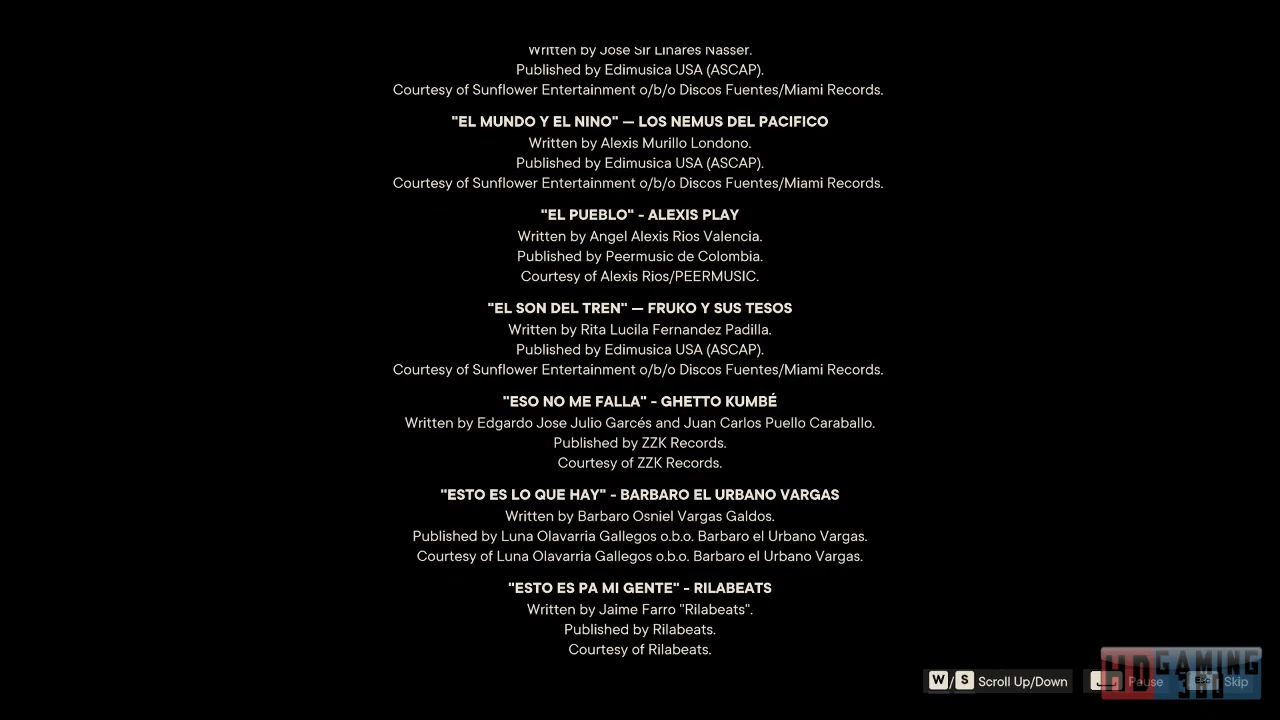 Written by Jose Sir Linares Nasser.
Published by Edimusica USA (ASCAP).
Courtesy of Sunflower Entertainment o/b/o Discos Fuentes/Miami Records.
"EL MUNDO Y EL NINO" — LOS NEMUS DEL PACIFICO
Written by Alexis Murillo Londono.
Published by Edimusica USA (ASCAP).
Courtesy of Sunflower Entertainment o/b/o Discos Fuentes/Miami Records.
"EL PUEBLO" - ALEXIS PLAY
Written by Angel Alexis Rios Valencia.
Published by Peermusic de Colombia.
Courtesy of Alexis Rios/PEERMUSIC.
"EL SON DEL TREN" — FRUKO Y SUS TESOS
Written by Rita Lucila Fernandez Padilla.
Published by Edimusica USA (ASCAP).
Courtesy of Sunflower Entertainment o/b/o Discos Fuentes/Miami Records.
"ESO NO ME FALLA" - GHETTO KUMBÉ
Written by Edgardo Jose Julio Garcés and Juan Carlos Puello Caraballo.
Published by ZZK Records.
Courtesy of ZZK Records.
"ESTO ES LO QUE HAY" - BARBARO EL URBANO VARGAS
Written by Barbaro Osniel Vargas Galdos.
Published by Luna Olavarria Gallegos o.b.o. Barbaro el Urbano Vargas.
Courtesy of Luna Olavarria Gallegos o.b.o. Barbaro el Urbano Vargas.
"ESTO ES PA MI GENTE" - RILABEATS
Written by Jaime Farro "Rilabeats".
Published by Rilabeats.
Courtesy of Rilabeats.
W/S Scroll Up/Down Pause Esc Skip
HD GAMING 301